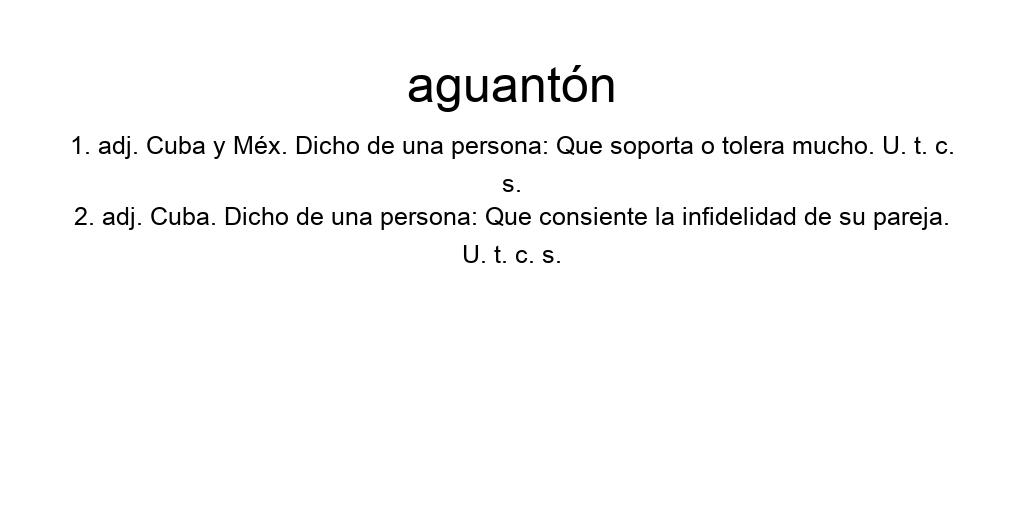 aguantón
1. adj. Cuba y Méx. Dicho de una persona: Que soporta o tolera mucho. U. t. c.
s.
2. adj. Cuba. Dicho de una persona: Que consiente la infidelidad de su pareja.
U. t. c. s.